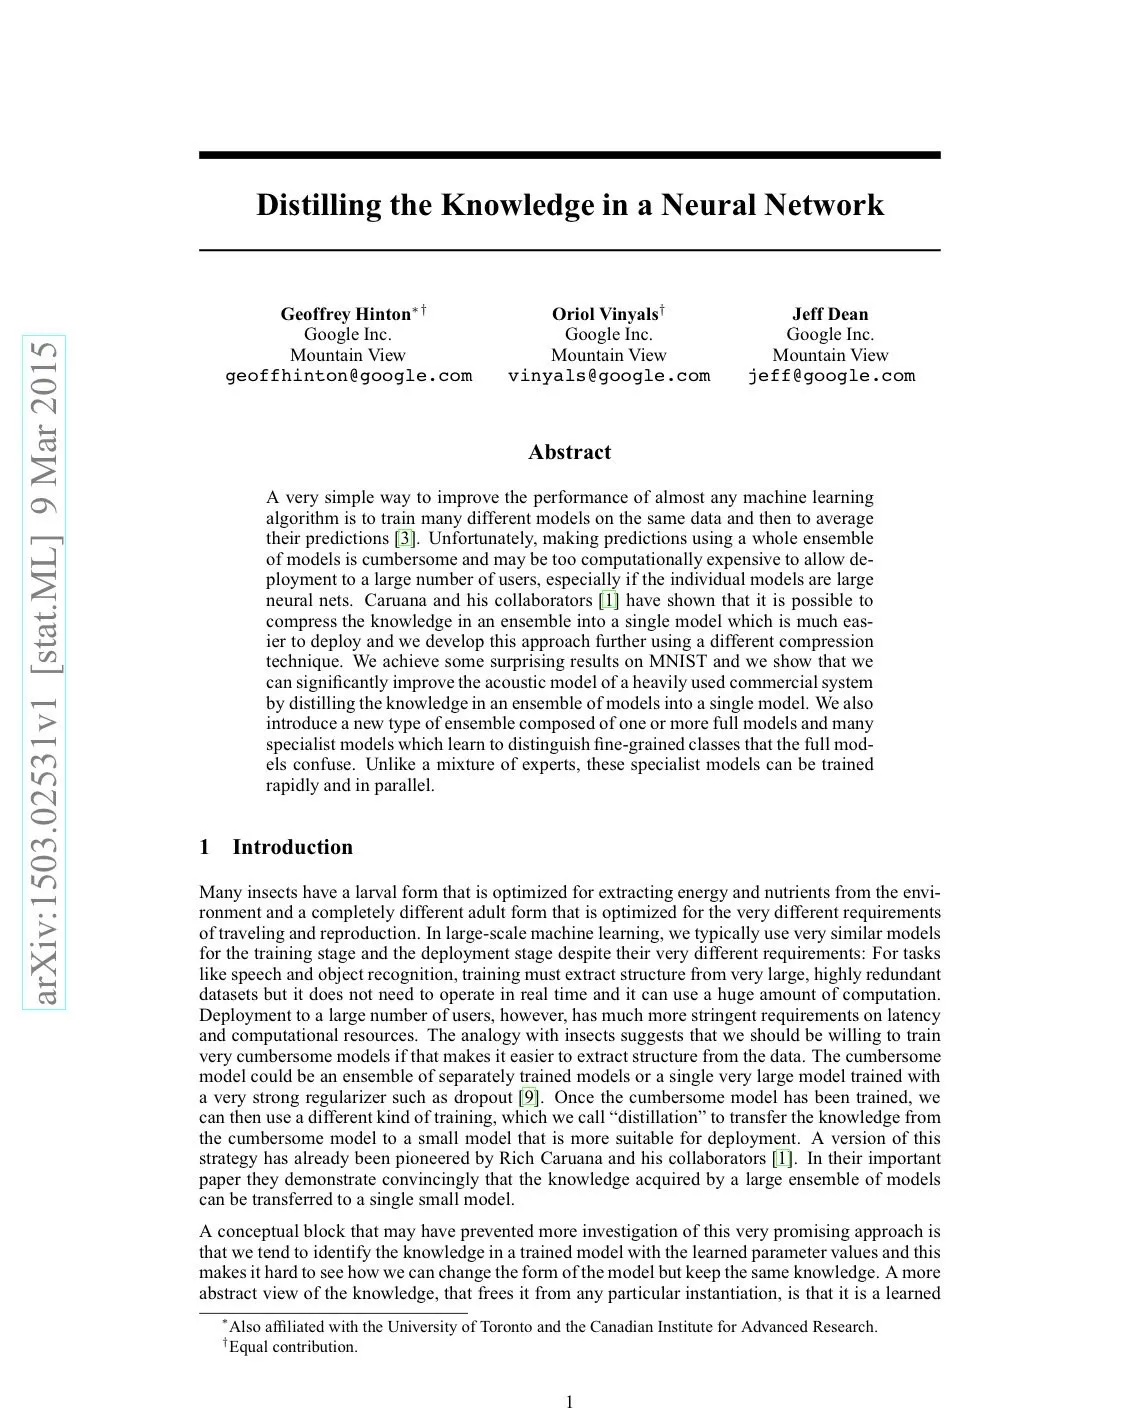 Distilling the Knowledge in a Neural Network
Geoffrey Hinton∗†
Google Inc.
Mountain View
geoffhinton@google.com
Oriol Vinyals†
Google Inc.
Mountain View
vinyals@google.com
Jeff Dean
Google Inc.
Mountain View
jeff@google.com
arXiv:1503.02531v1 [stat.ML] 9 Mar 2015
Abstract
A very simple way to improve the performance of almost any machine learning
algorithm is to train many different models on the same data and then to average
their predictions [3]. Unfortunately, making predictions using a whole ensemble
of models is cumbersome and may be too computationally expensive to allow de-
ployment to a large number of users, especially if the individual models are large
neural nets. Caruana and his collaborators [1] have shown that it is possible to
compress the knowledge in an ensemble into a single model which is much eas-
ier to deploy and we develop this approach further using a different compression
technique. We achieve some surprising results on MNIST and we show that we
can significantly improve the acoustic model of a heavily used commercial system
by distilling the knowledge in an ensemble of models into a single model. We also
introduce a new type of ensemble composed of one or more full models and many
specialist models which learn to distinguish fine-grained classes that the full mod-
els confuse. Unlike a mixture of experts, these specialist models can be trained
rapidly and in parallel.
1 Introduction
Many insects have a larval form that is optimized for extracting energy and nutrients from the envi-
ronment and a completely different adult form that is optimized for the very different requirements
of traveling and reproduction. In large-scale machine learning, we typically use very similar models
for the training stage and the deployment stage despite their very different requirements: For tasks
like speech and object recognition, training must extract structure from very large, highly redundant
datasets but it does not need to operate in real time and it can use a huge amount of computation.
Deployment to a large number of users, however, has much more stringent requirements on latency
and computational resources. The analogy with insects suggests that we should be willing to train
very cumbersome models if that makes it easier to extract structure from the data. The cumbersome
model could be an ensemble of separately trained models or a single very large model trained with
a very strong regularizer such as dropout [9]. Once the cumbersome model has been trained, we
can then use a different kind of training, which we call “distillation” to transfer the knowledge from
the cumbersome model to a small model that is more suitable for deployment. A version of this
strategy has already been pioneered by Rich Caruana and his collaborators [1]. In their important
paper they demonstrate convincingly that the knowledge acquired by a large ensemble of models
can be transferred to a single small model.
A conceptual block that may have prevented more investigation of this very promising approach is
that we tend to identify the knowledge in a trained model with the learned parameter values and this
makes it hard to see how we can change the form of the model but keep the same knowledge. A more
abstract view of the knowledge, that frees it from any particular instantiation, is that it is a learned
∗Also affiliated with the University of Toronto and the Canadian Institute for Advanced Research.
†Equal contribution.
1